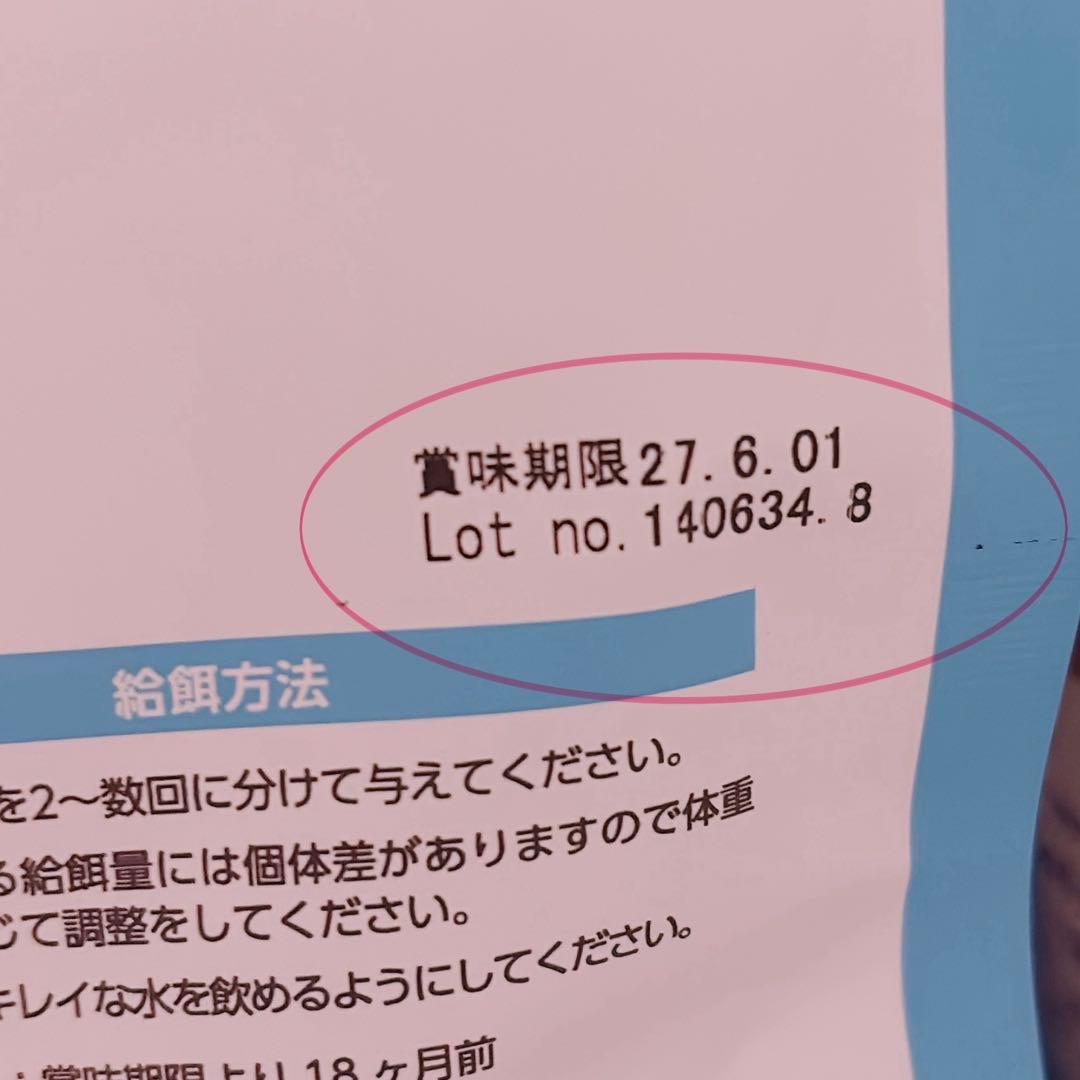 賞味期限27.6.01
Lot no.140634.8
給餌方法
を2〜数回に分けて与えてください。
る給餌量には個体差がありますので体重
じて調整をしてください。
キレイな水を飲めるようにしてください。
：賞味期限より18ヶ月前